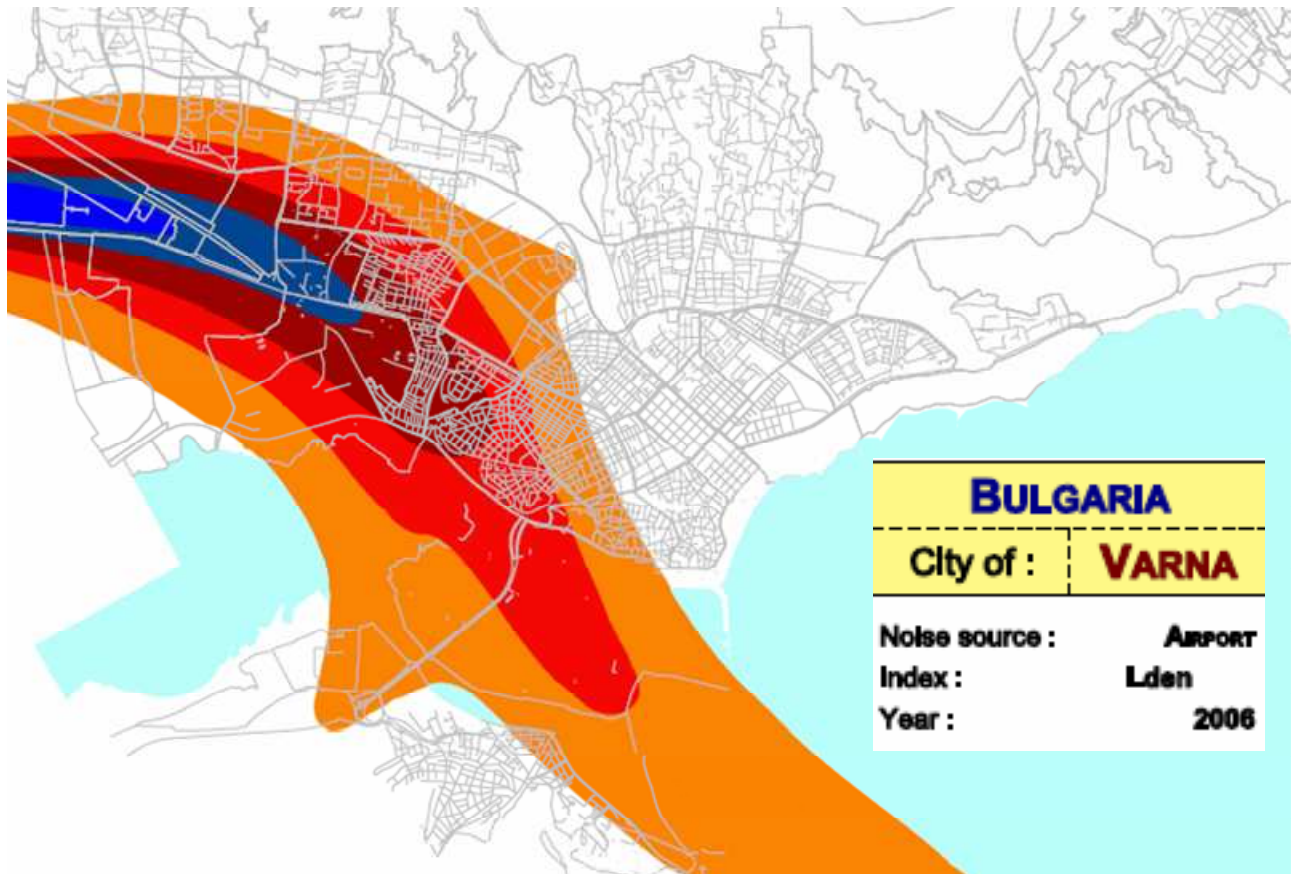 BULGARIA
City of : VARNA
Noise source : AIRPORT
Index : Lden
Year : 2006